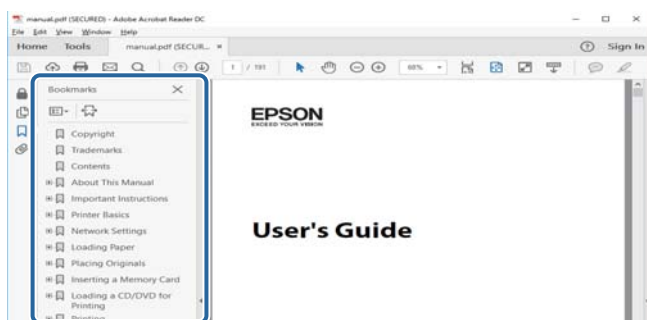 manual.pdf (SECURED) - Adobe Acrobat Reader DC
File Edit View Window Help
Home Tools manual.pdf (SECUR... × Sign In
1 / 191 68%
Bookmarks
Copyright
Trademarks
Contents
About This Manual
Important Instructions
Printer Basics
Network Settings
Loading Paper
Placing Originals
Inserting a Memory Card
Loading a CD/DVD for
Printing
Printing
EPSON
EXCEED YOUR VISION
User's Guide